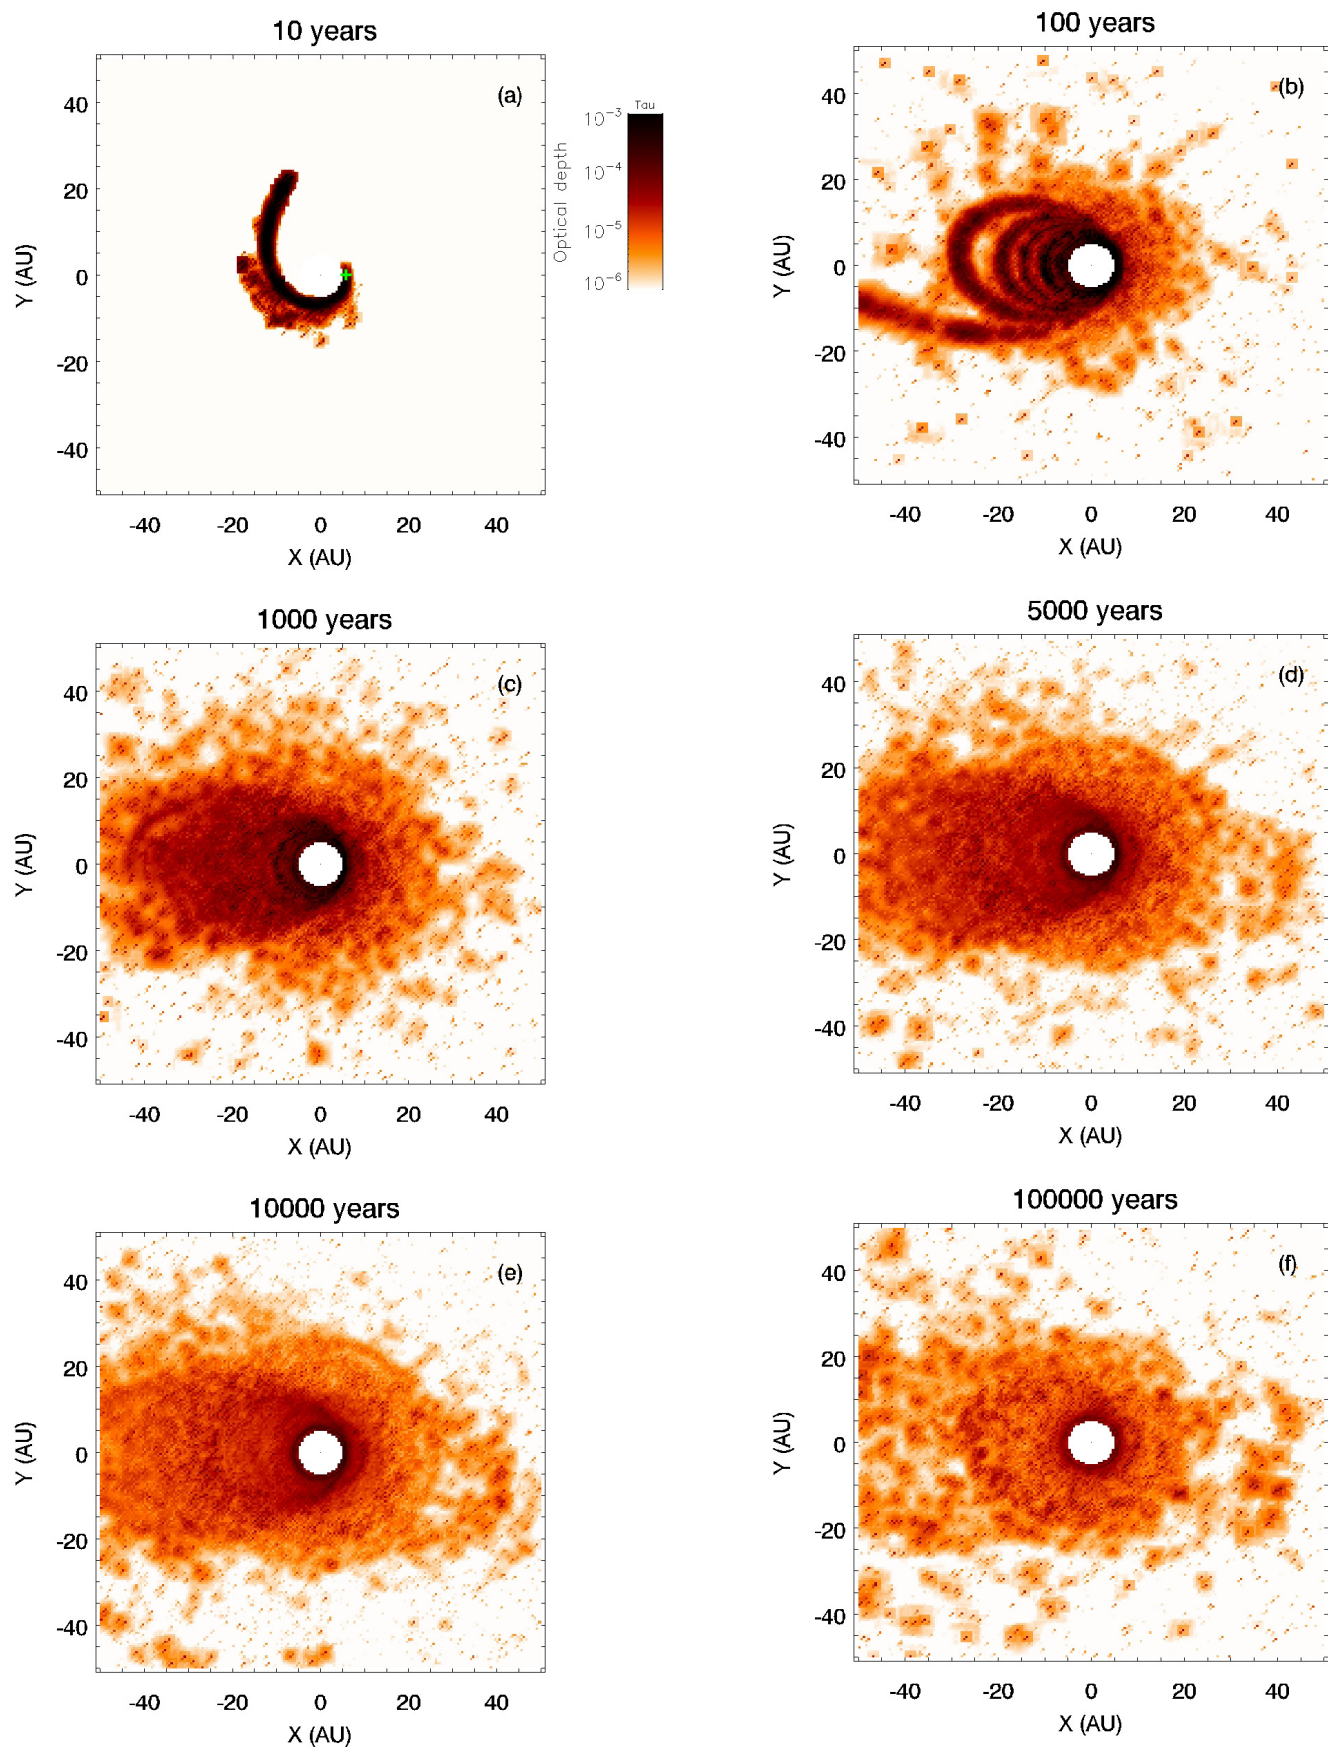 10 years
(a)
Tau
10-3
10-4
10-5
10-6
Optical depth
40
20
0
-20
-40
Y (AU)
-40 -20 0 20 40
X (AU)
100 years
(b)
40
20
0
-20
-40
Y (AU)
-40 -20 0 20 40
X (AU)
1000 years
(c)
40
20
0
-20
-40
Y (AU)
-40 -20 0 20 40
X (AU)
5000 years
(d)
40
20
0
-20
-40
Y (AU)
-40 -20 0 20 40
X (AU)
10000 years
(e)
40
20
0
-20
-40
Y (AU)
-40 -20 0 20 40
X (AU)
100000 years
(f)
40
20
0
-20
-40
Y (AU)
-40 -20 0 20 40
X (AU)